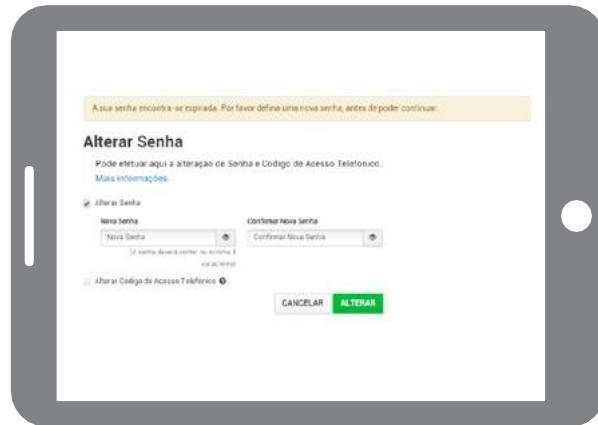 A sua senha encontra-se expirada. Por favor defina uma nova senha, antes de poder continuar.
Alterar Senha
Pode efetuar aqui a alteração de Senha e Código de Acesso Telefónico.
Mais informações.
Alterar Senha
Nova Senha Confirmar Nova Senha
Nova Senha Confirmar Nova Senha
(A senha deverá conter no mínimo 8
caracteres)
Alterar Código de Acesso Telefónico
CANCELAR ALTERAR